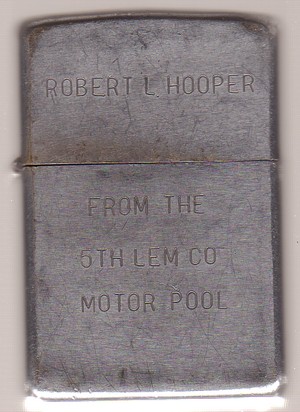 ROBERT L. HOOPER
FROM THE
5TH LEM CO
MOTOR POOL